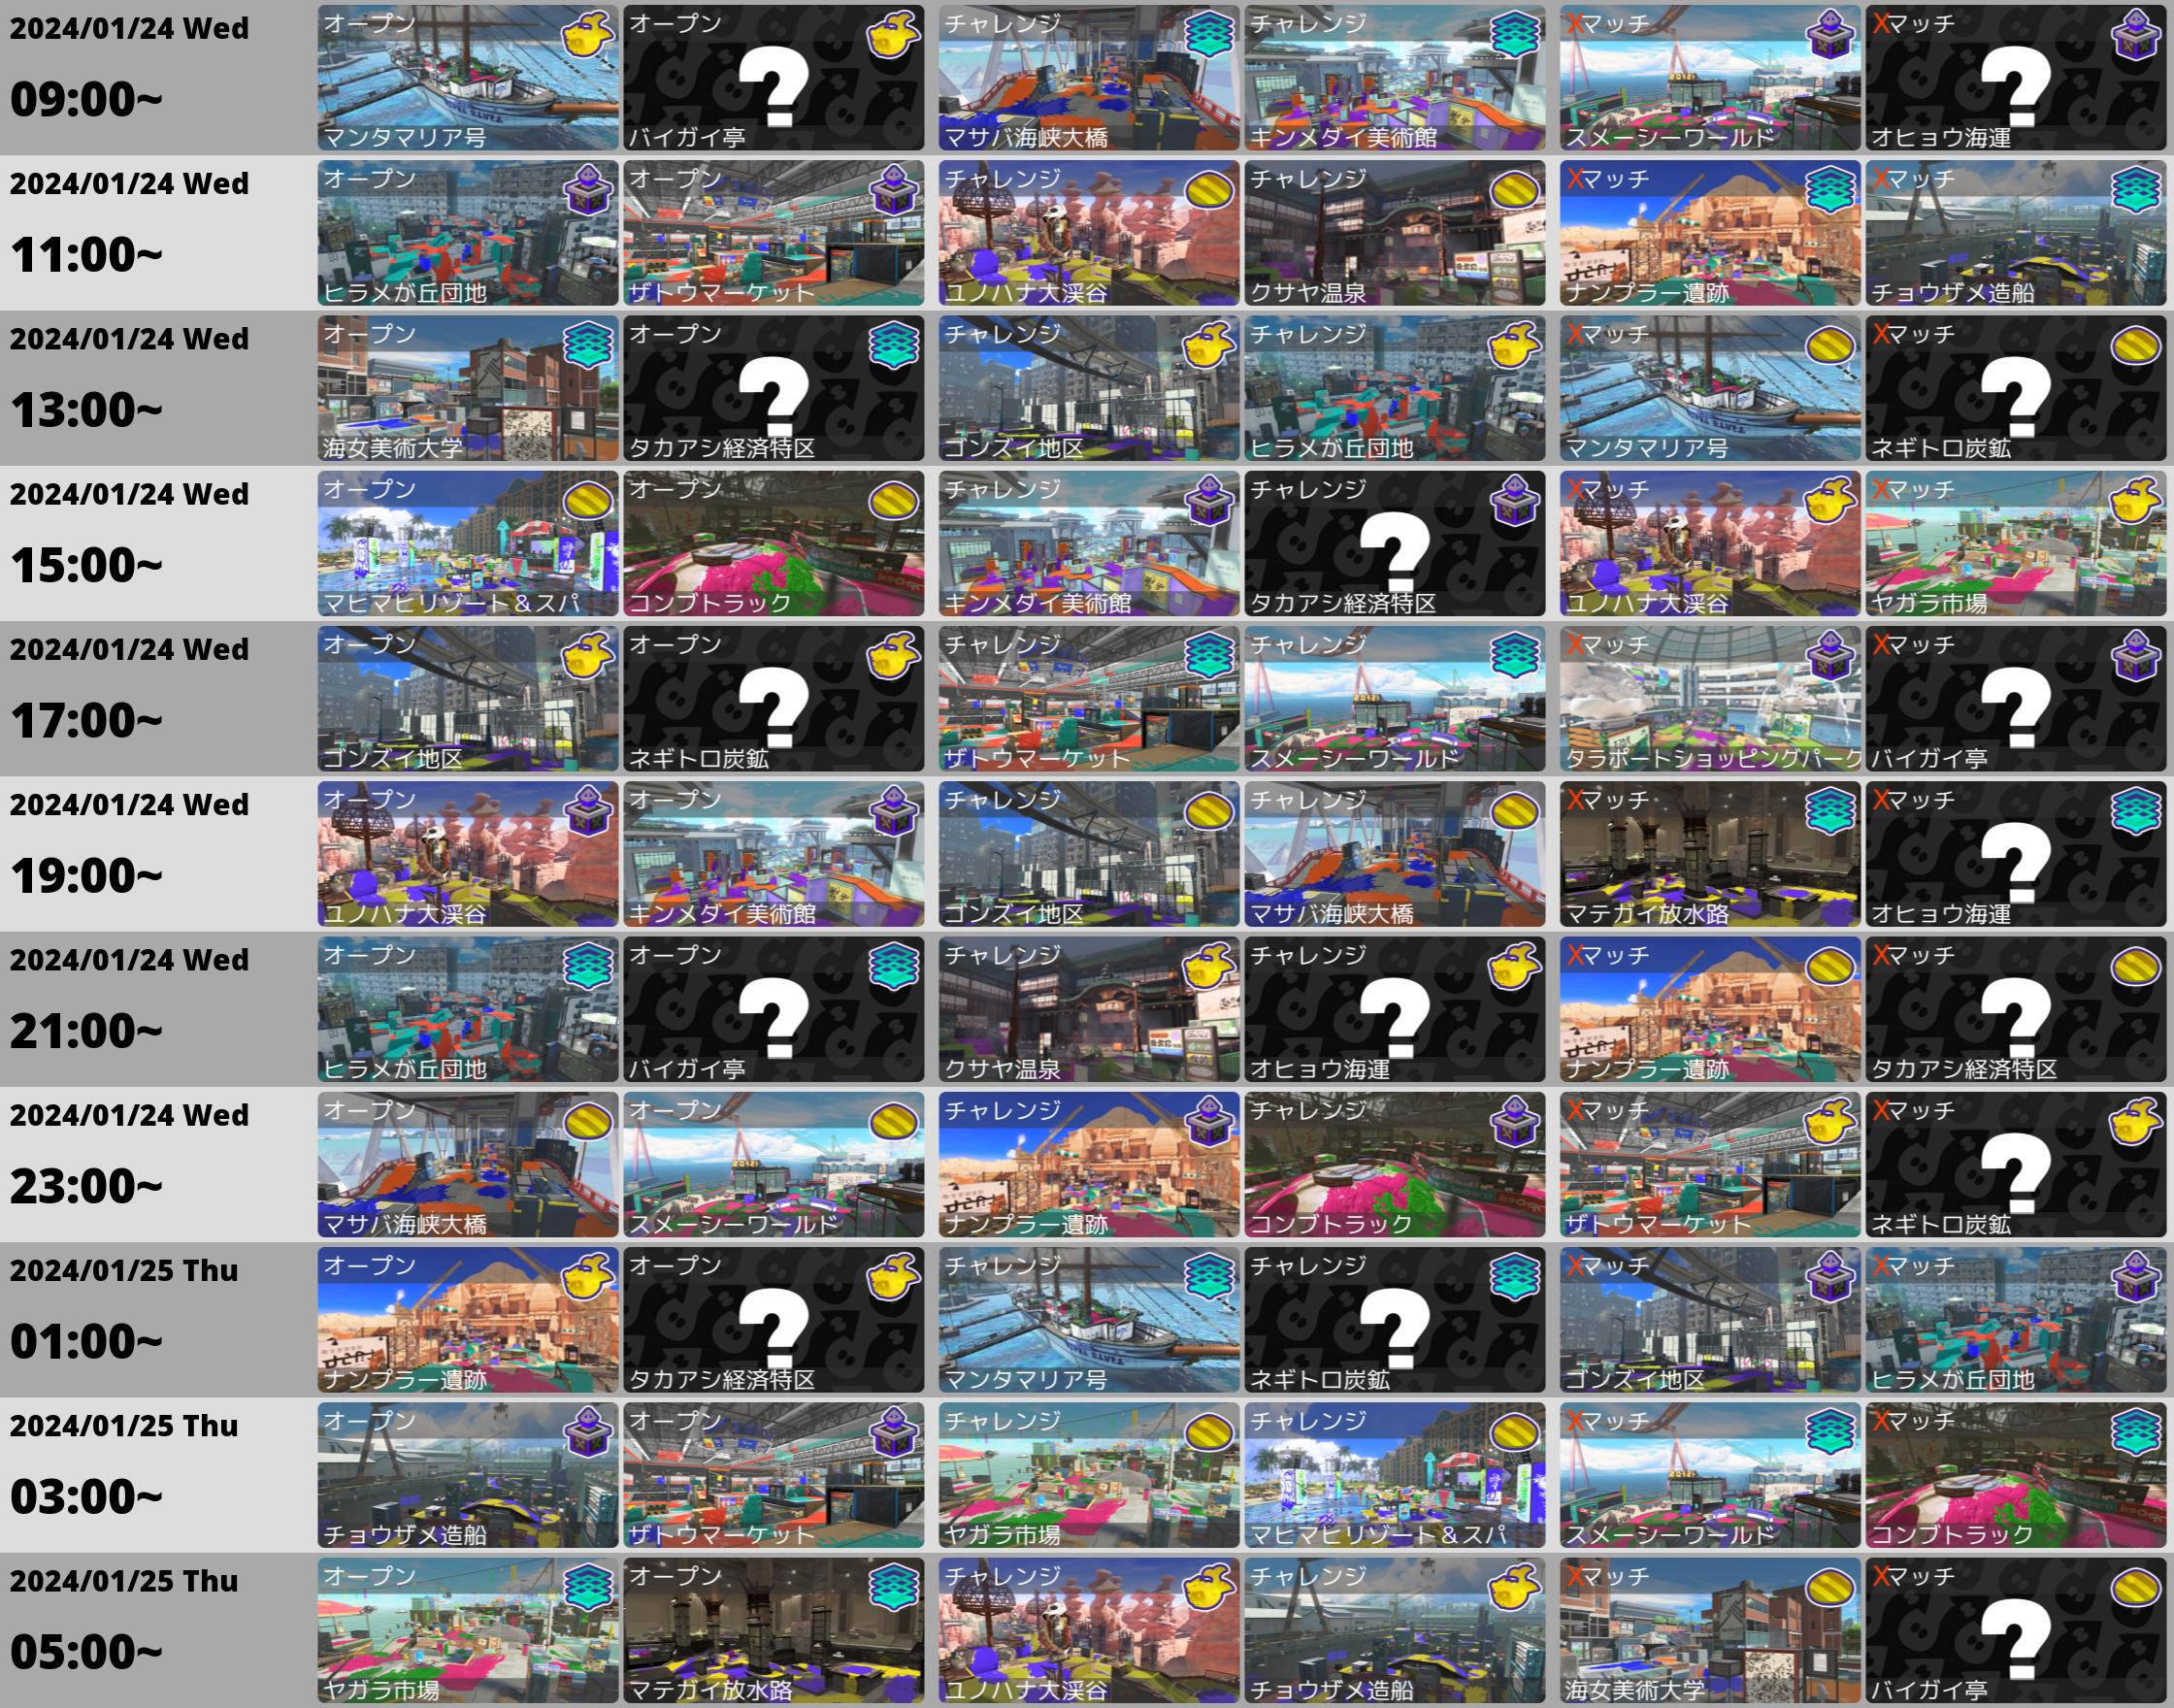 2024/01/24 Wed
09:00~
オープン
マンタマリア号
オープン
バイガイ亭
チャレンジ
マサバ海峡大橋
チャレンジ
キンメダイ美術館
Xマッチ
スメーシーワールド
Xマッチ
オヒョウ海運
2024/01/24 Wed
11:00~
オープン
ヒラメが丘団地
オープン
ザトウマーケット
チャレンジ
ユノハナ大渓谷
チャレンジ
クサヤ温泉
Xマッチ
ナンプラー遺跡
Xマッチ
チョウザメ造船
2024/01/24 Wed
13:00~
オープン
海女美術大学
オープン
タカアシ経済特区
チャレンジ
ゴンズイ地区
チャレンジ
ヒラメが丘団地
Xマッチ
マンタマリア号
Xマッチ
ネギトロ炭鉱
2024/01/24 Wed
15:00~
オープン
マヒマヒリゾート&スパ
オープン
コンブトラック
チャレンジ
キンメダイ美術館
チャレンジ
タカアシ経済特区
Xマッチ
ユノハナ大渓谷
Xマッチ
ヤガラ市場
2024/01/24 Wed
17:00~
オープン
ゴンズイ地区
オープン
ネギトロ炭鉱
チャレンジ
ザトウマーケット
チャレンジ
スメーシーワールド
Xマッチ
タラポートショッピングパーク
Xマッチ
バイガイ亭
2024/01/24 Wed
19:00~
オープン
ユノハナ大渓谷
オープン
キンメダイ美術館
チャレンジ
ゴンズイ地区
チャレンジ
マサバ海峡大橋
Xマッチ
マテガイ放水路
Xマッチ
オヒョウ海運
2024/01/24 Wed
21:00~
オープン
ヒラメが丘団地
オープン
バイガイ亭
チャレンジ
クサヤ温泉
チャレンジ
オヒョウ海運
Xマッチ
ナンプラー遺跡
Xマッチ
タカアシ経済特区
2024/01/24 Wed
23:00~
オープン
マサバ海峡大橋
オープン
スメーシーワールド
チャレンジ
ナンプラー遺跡
チャレンジ
コンブトラック
Xマッチ
ザトウマーケット
Xマッチ
ネギトロ炭鉱
2024/01/25 Thu
01:00~
オープン
ナンプラー遺跡
オープン
タカアシ経済特区
チャレンジ
マンタマリア号
チャレンジ
ネギトロ炭鉱
Xマッチ
ゴンズイ地区
Xマッチ
ヒラメが丘団地
2024/01/25 Thu
03:00~
オープン
チョウザメ造船
オープン
ザトウマーケット
チャレンジ
ヤガラ市場
チャレンジ
マヒマヒリゾート&スパ
Xマッチ
スメーシーワールド
Xマッチ
コンブトラック
2024/01/25 Thu
05:00~
オープン
ヤガラ市場
オープン
マテガイ放水路
チャレンジ
ユノハナ大渓谷
チャレンジ
チョウザメ造船
Xマッチ
海女美術大学
Xマッチ
バイガイ亭